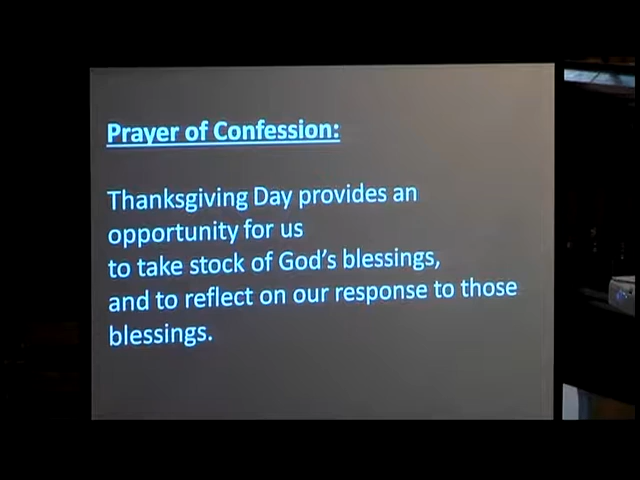 Prayer of Confession:
Thanksgiving Day provides an
opportunity for us
to take stock of God's blessings,
and to reflect on our response to those
blessings.